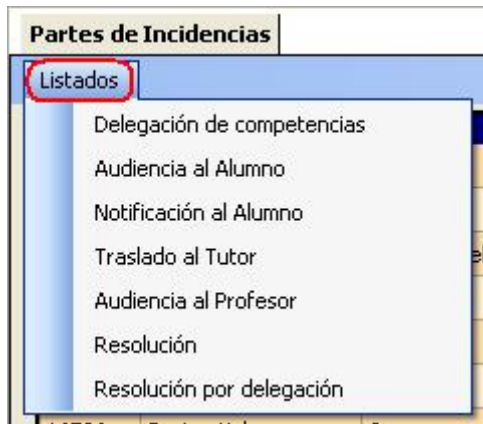 Partes de Incidencias
Listados
Delegación de competencias
Audiencia al Alumno
Notificación al Alumno
Traslado al Tutor
Audiencia al Profesor
Resolución
Resolución por delegación